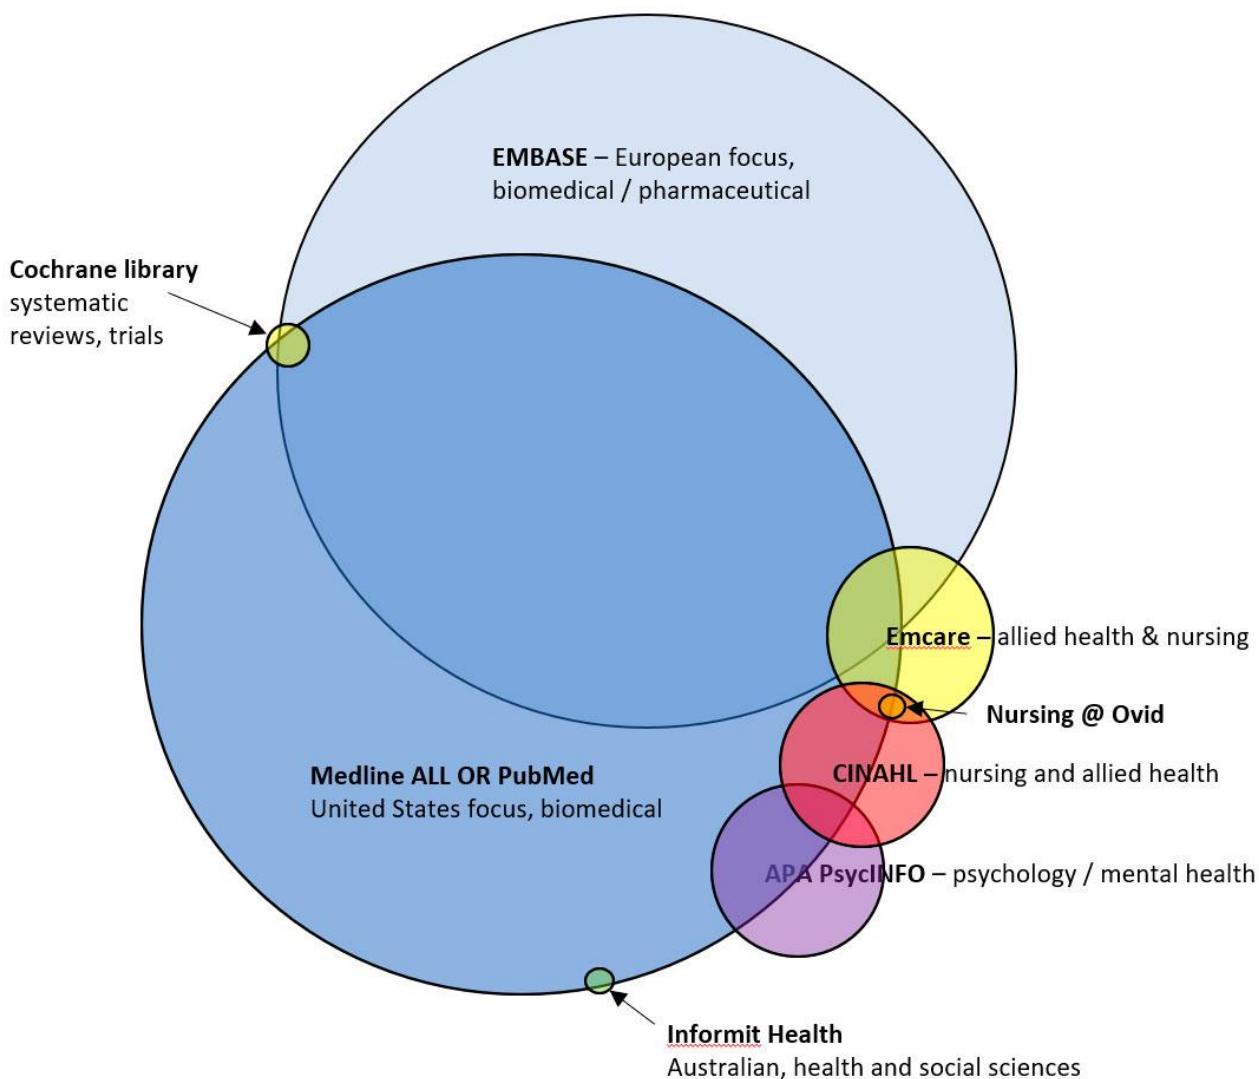 EMBASE – European focus,
biomedical / pharmaceutical
Cochrane library
systematic
reviews, trials
Emcare – allied health & nursing
Nursing @ Ovid
Medline ALL OR PubMed
United States focus, biomedical
CINAHL – nursing and allied health
APA PsycINFO – psychology / mental health
Informit Health
Australian, health and social sciences